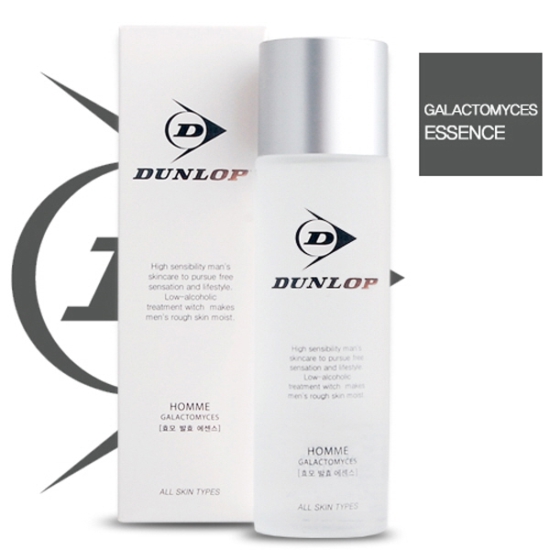 GALACTOMYCES
ESSENCE
D
DUNLOP
High sensibility man's
skincare to pursue free
sensation and lifestyle.
Low-alcoholic
treatment witch makes
men's rough skin moist.
HOMME
GALACTOMYCES
[효모 발효 에센스]
ALL SKIN TYPES
D
DUNLOP
High sensibility man's
skincare to pursue free
sensation and lifestyle.
Low-alcoholic
treatment witch makes
men's rough skin moist.
HOMME
GALACTOMYCES
[효모 발효 에센스]
ALL SKIN TYPES